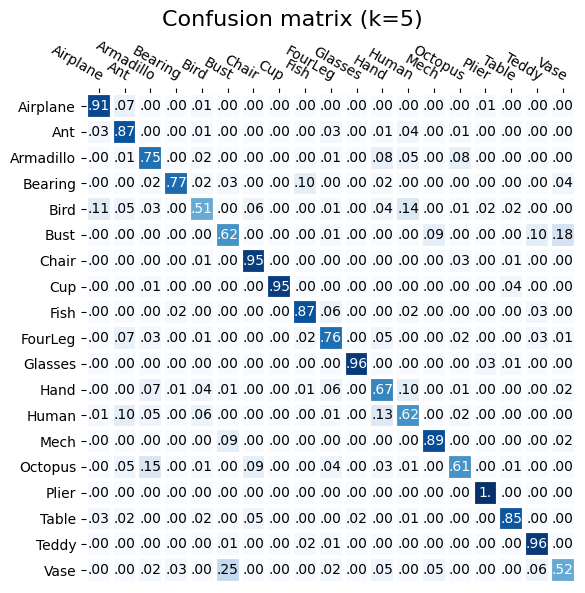 Confusion matrix (k=5)
Airplane Ant Armadillo Bearing Bird Bust Chair Cup Fish FourLeg Glasses Hand Human Mech Octopus Plier Table Teddy Vase
Airplane .91 .07 .00 .00 .01 .00 .00 .00 .00 .00 .00 .00 .00 .00 .00 .01 .00 .00 .00
Ant .03 .87 .00 .00 .01 .00 .00 .00 .00 .03 .00 .01 .04 .00 .01 .00 .00 .00 .00
Armadillo .00 .01 .75 .00 .02 .00 .00 .00 .00 .01 .00 .08 .05 .00 .08 .00 .00 .00 .00
Bearing .00 .00 .02 .77 .02 .03 .00 .00 .10 .00 .00 .02 .00 .00 .00 .00 .00 .00 .04
Bird .11 .05 .03 .00 .51 .00 .06 .00 .00 .01 .00 .04 .14 .00 .01 .02 .02 .00 .00
Bust .00 .00 .00 .00 .00 .62 .00 .00 .00 .01 .00 .00 .00 .09 .00 .00 .00 .10 .18
Chair .00 .00 .00 .00 .01 .00 .95 .00 .00 .00 .00 .00 .00 .00 .03 .00 .01 .00 .00
Cup .00 .00 .01 .00 .00 .00 .00 .95 .00 .00 .00 .00 .00 .00 .00 .00 .04 .00 .00
Fish .00 .00 .00 .02 .00 .00 .00 .00 .87 .06 .00 .00 .02 .00 .00 .00 .00 .03 .00
FourLeg .00 .07 .03 .00 .01 .00 .00 .00 .02 .76 .00 .05 .00 .00 .02 .00 .00 .03 .01
Glasses .00 .00 .00 .00 .00 .00 .00 .00 .00 .00 .96 .00 .00 .00 .00 .03 .01 .00 .00
Hand .00 .00 .07 .01 .04 .01 .00 .00 .01 .06 .00 .67 .10 .00 .01 .00 .00 .00 .02
Human .01 .10 .05 .00 .06 .00 .00 .00 .00 .01 .00 .13 .62 .00 .02 .00 .00 .00 .00
Mech .00 .00 .00 .00 .00 .09 .00 .00 .00 .00 .00 .00 .00 .89 .00 .00 .00 .00 .02
Octopus .00 .05 .15 .00 .01 .00 .09 .00 .00 .04 .00 .03 .01 .00 .61 .00 .01 .00 .00
Plier .00 .00 .00 .00 .00 .00 .00 .00 .00 .00 .00 .00 .00 .00 .00 1. .00 .00 .00
Table .03 .02 .00 .00 .02 .00 .05 .00 .00 .00 .02 .00 .01 .00 .00 .00 .85 .00 .00
Teddy .00 .00 .00 .00 .00 .01 .00 .00 .02 .01 .00 .00 .00 .00 .00 .00 .00 .96 .00
Vase .00 .00 .02 .03 .00 .25 .00 .00 .00 .02 .00 .05 .00 .05 .00 .00 .00 .06 .52